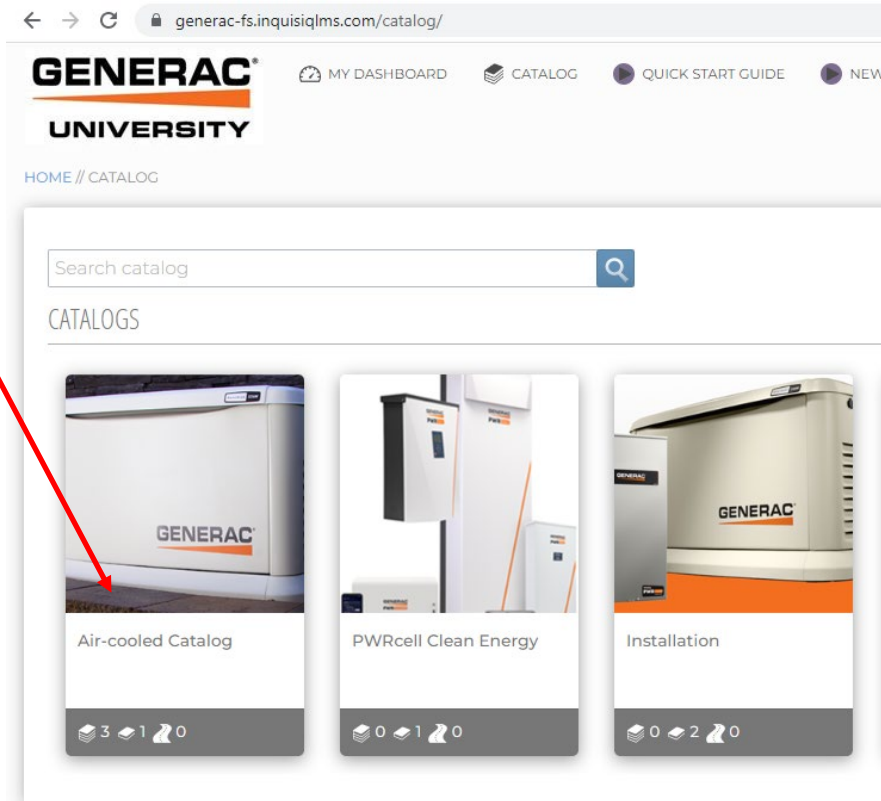 generac-fs.inquisiqlms.com/catalog/
GENERAC®
UNIVERSITY
MY DASHBOARD
CATALOG
QUICK START GUIDE
NEW
HOME // CATALOG
Search catalog
CATALOGS
GENERAC
GENERAC
GENERAC
Air-cooled Catalog
PWRcell Clean Energy
Installation
3 1 0
0 1 0
0 2 0